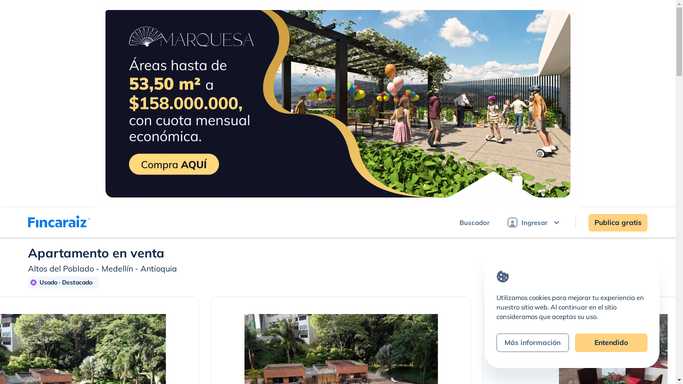 MARQUESA
Áreas hasta de
53,50 m² a
$158.000.000,
con cuota mensual
económica.
Compra AQUÍ
Fincaraiz
Buscador
Ingresar
Publica gratis
Apartamento en venta
Altos del Poblado - Medellín - Antioquia
Usado · Destacado
Utilizamos cookies para mejorar tu experiencia en
nuestro sitio web. Al continuar en el sitio
consideramos que aceptas su uso.
Más información
Entendido